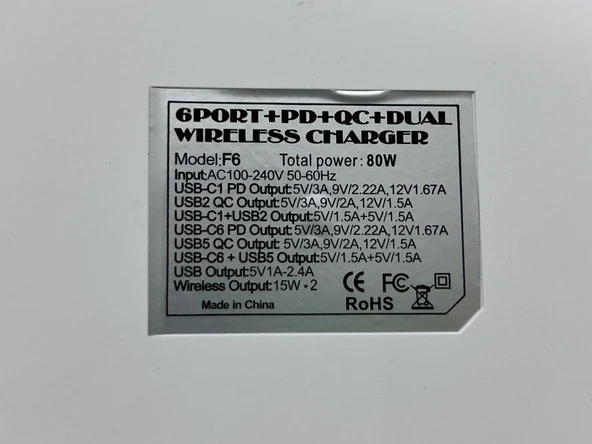 6PORT+PD+QC+DUAL
WIRELESS CHARGER
Model:F6 Total power: 80W
Input:AC100-240V 50-60Hz
USB-C1 PD Output:5V/3A,9V/2.22A,12V1.67A
USB2 QC Output: 5V/3A,9V/2A,12V/1.5A
USB-C1+USB2 Output:5V/1.5A+5V/1.5A
USB-C6 PD Output:5V/3A,9V/2.22A,12V1.67A
USB5 QC Output: 5V/3A,9V/2A,12V/1.5A
USB-C6 + USB5 Output:5V/1.5A+5V/1.5A
USB Output:5V1A-2.4A
Wireless Output:15W*2
CE FC
Made in China RoHS